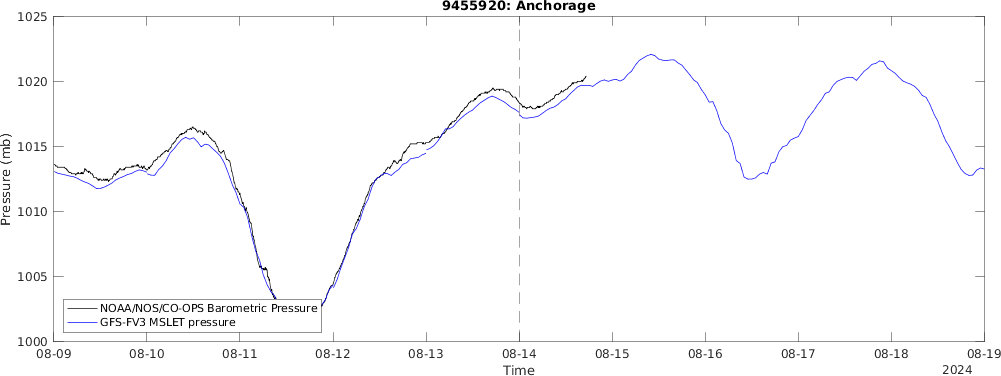 9455920: Anchorage
1025
1020
1015
1010
1005
1000
Pressure (mb)
NOAA/NOS/CO-OPS Barometric Pressure
GFS-FV3 MSLET pressure
08-09 08-10 08-11 08-12 08-13 08-14 08-15 08-16 08-17 08-18 08-19
Time
2024